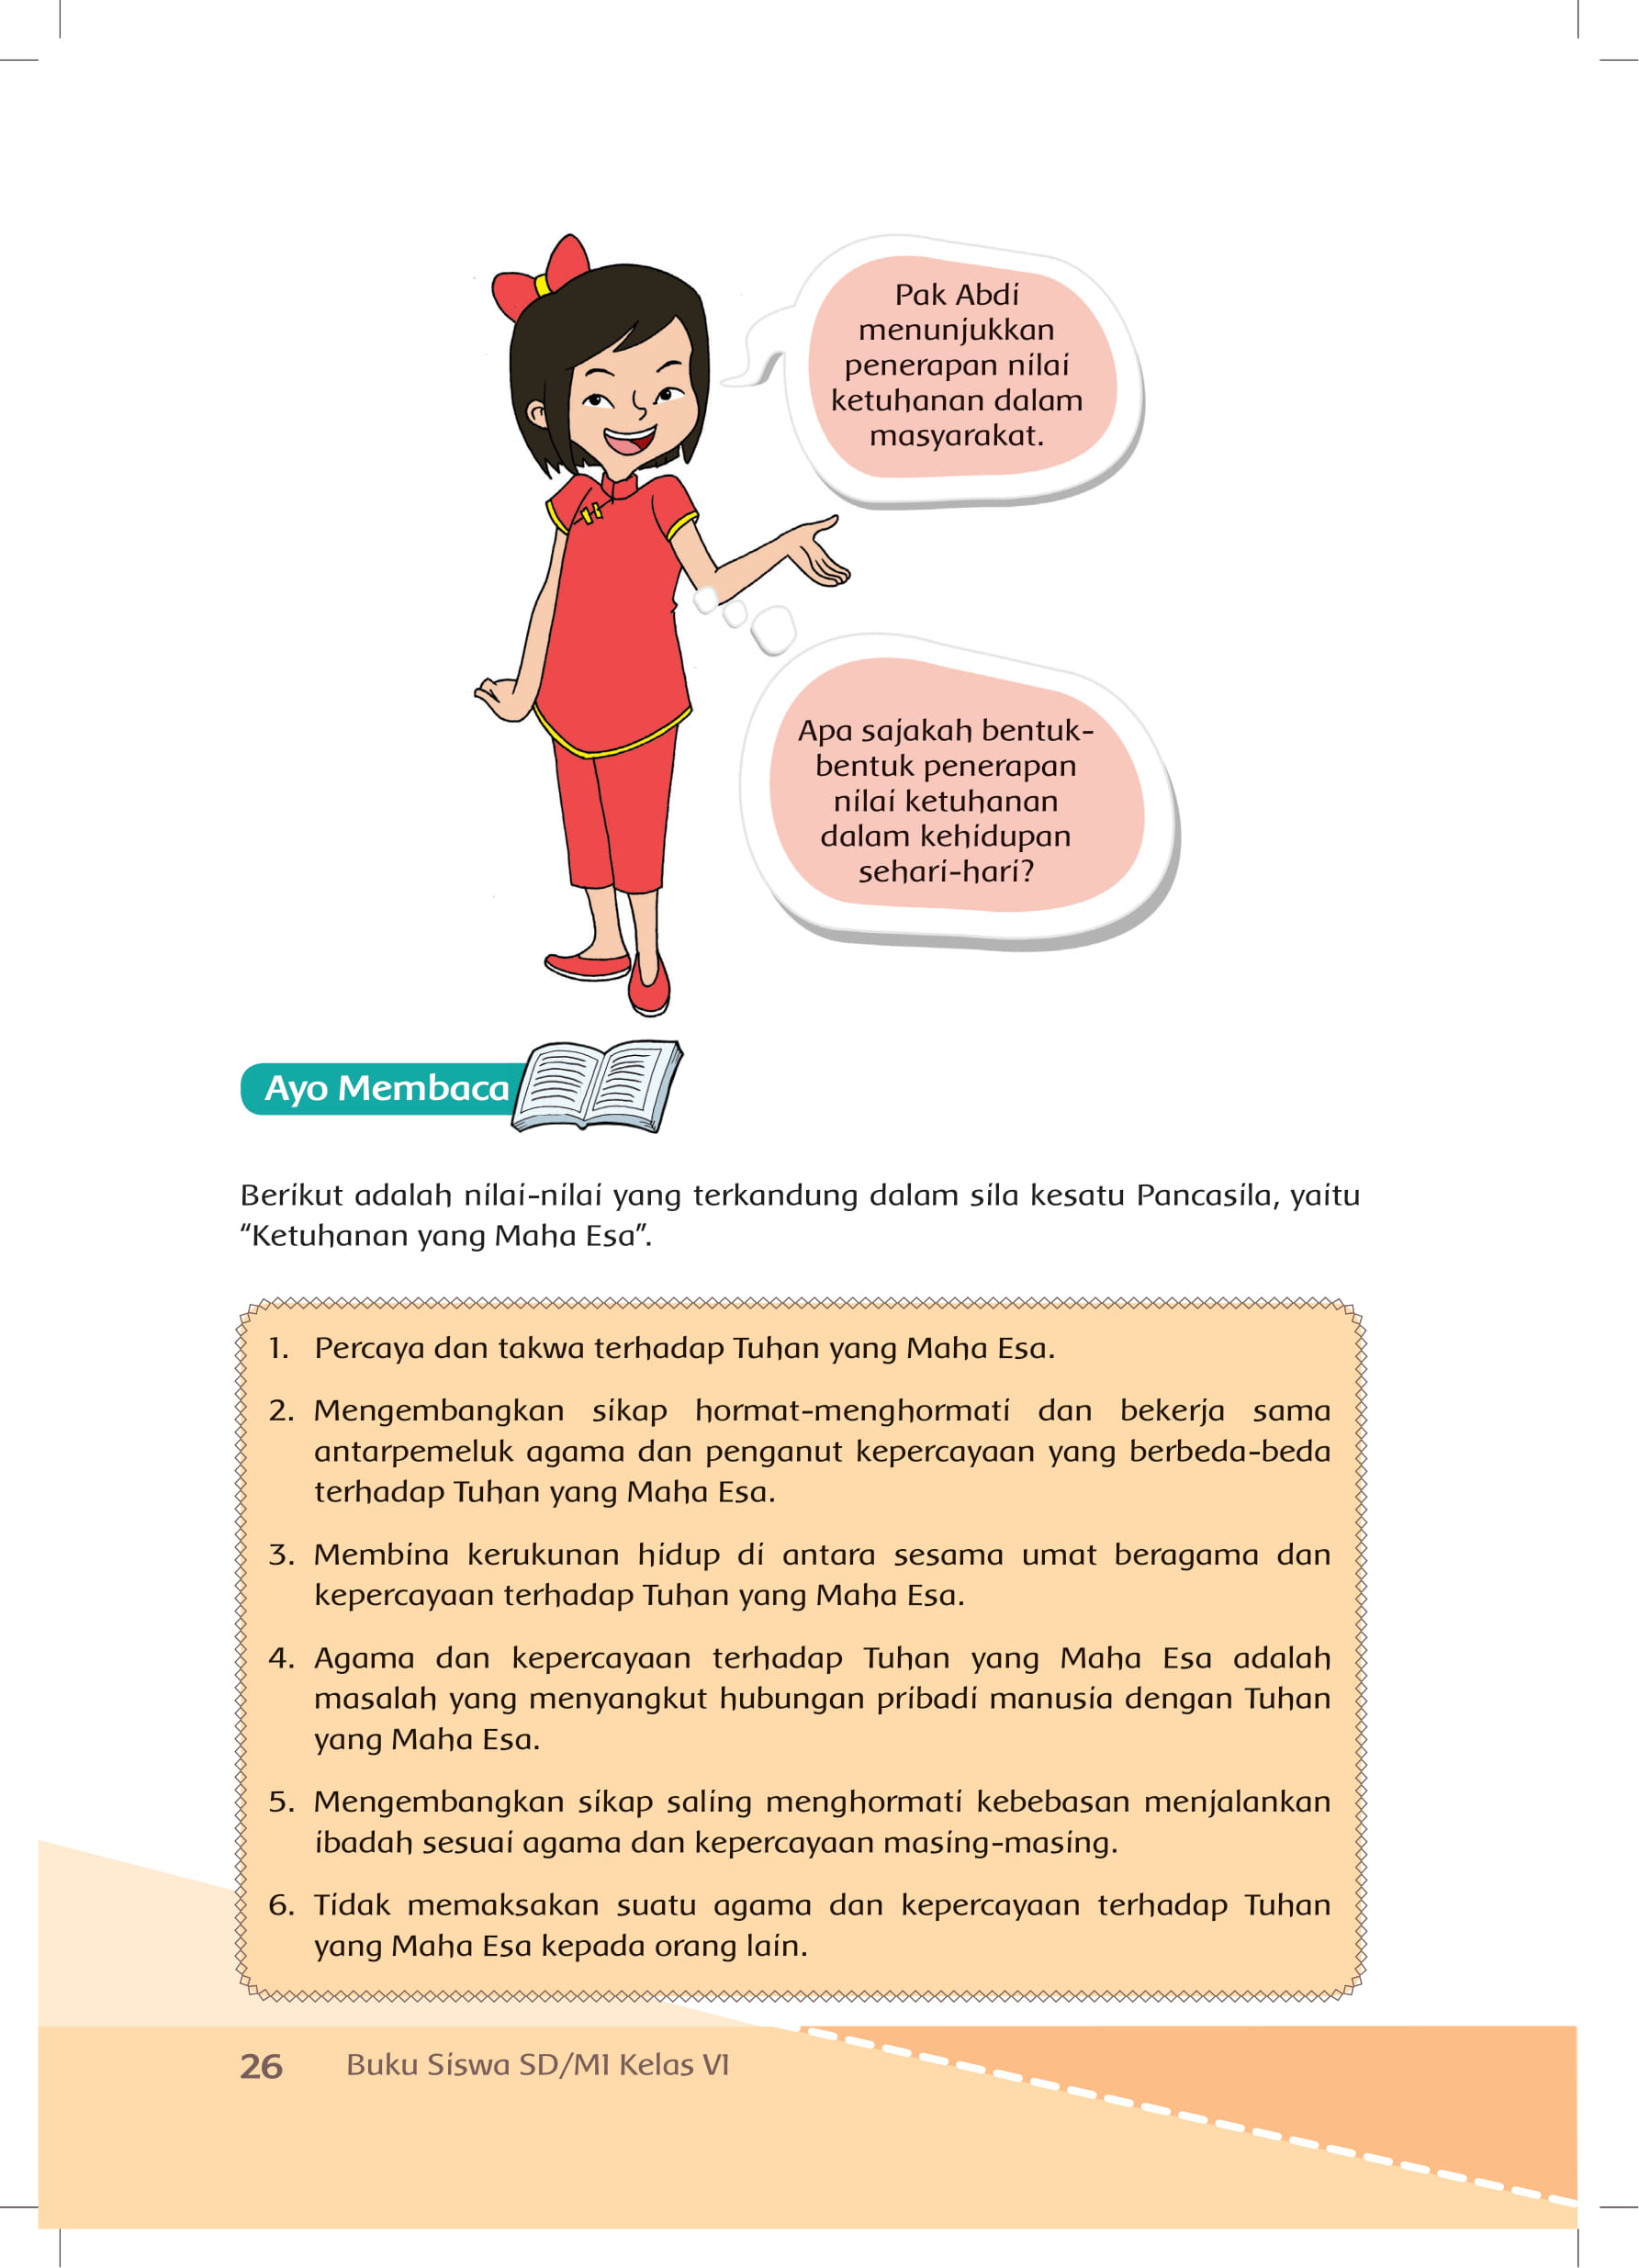 Pak Abdi
menunjukkan
penerapan nilai
ketuhanan dalam
masyarakat.
Apa sajakah bentuk-
bentuk penerapan
nilai ketuhanan
dalam kehidupan
sehari-hari?
Ayo Membaca
Berikut adalah nilai-nilai yang terkandung dalam sila kesatu Pancasila, yaitu
“Ketuhanan yang Maha Esa”.
1. Percaya dan takwa terhadap Tuhan yang Maha Esa.
2. Mengembangkan sikap hormat-menghormati dan bekerja sama
antarpemeluk agama dan penganut kepercayaan yang berbeda-beda
terhadap Tuhan yang Maha Esa.
3. Membina kerukunan hidup di antara sesama umat beragama dan
kepercayaan terhadap Tuhan yang Maha Esa.
4. Agama dan kepercayaan terhadap Tuhan yang Maha Esa adalah
masalah yang menyangkut hubungan pribadi manusia dengan Tuhan
yang Maha Esa.
5. Mengembangkan sikap saling menghormati kebebasan menjalankan
ibadah sesuai agama dan kepercayaan masing-masing.
6. Tidak memaksakan suatu agama dan kepercayaan terhadap Tuhan
yang Maha Esa kepada orang lain.
26 Buku Siswa SD/MI Kelas VI